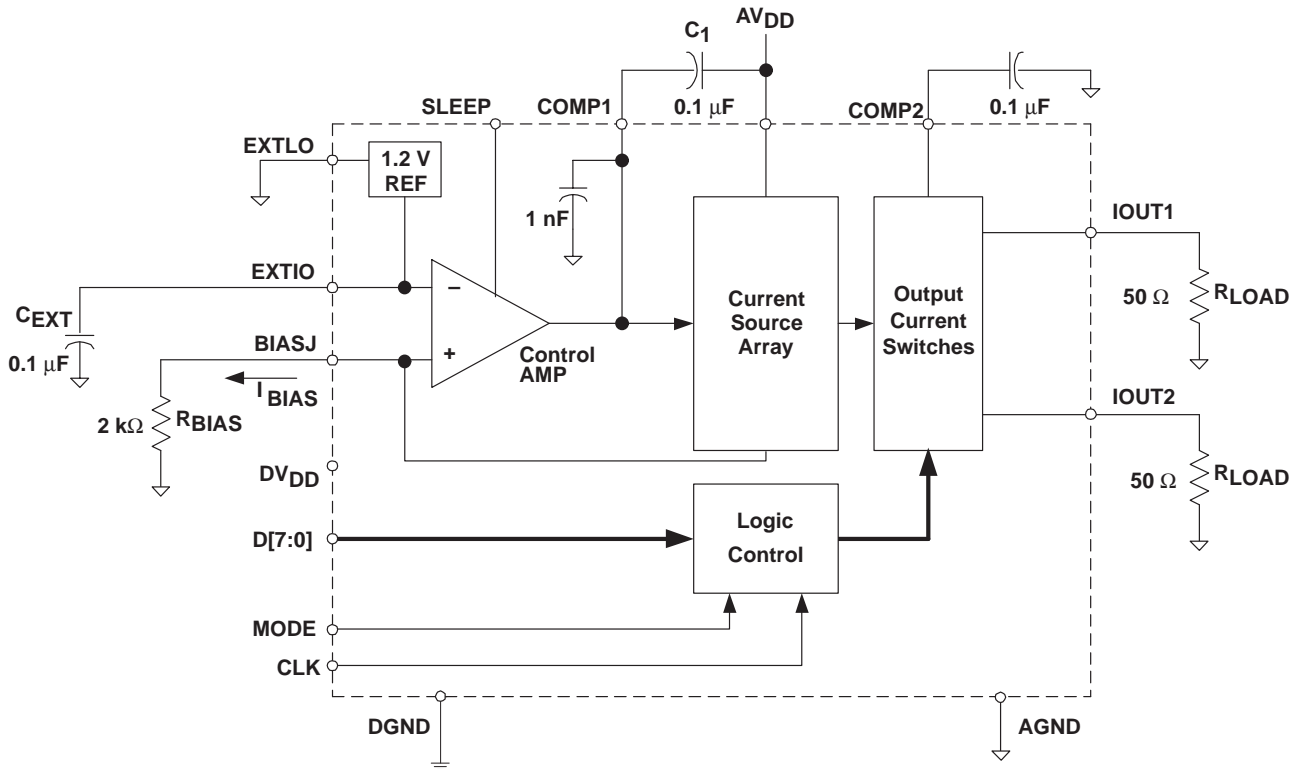 AVDD
C1
0.1 μF
SLEEP
COMP1
COMP2
0.1 μF
EXTLO
1.2 V
REF
1 nF
IOUT1
50 Ω
RLOAD
EXTIO
−
+
Control
AMP
Current
Source
Array
Output
Current
Switches
CEXT
0.1 μF
BIASJ
IBIAS
2 kΩ
RBIAS
IOUT2
50 Ω
RLOAD
DVDD
D[7:0]
Logic
Control
MODE
CLK
DGND
AGND